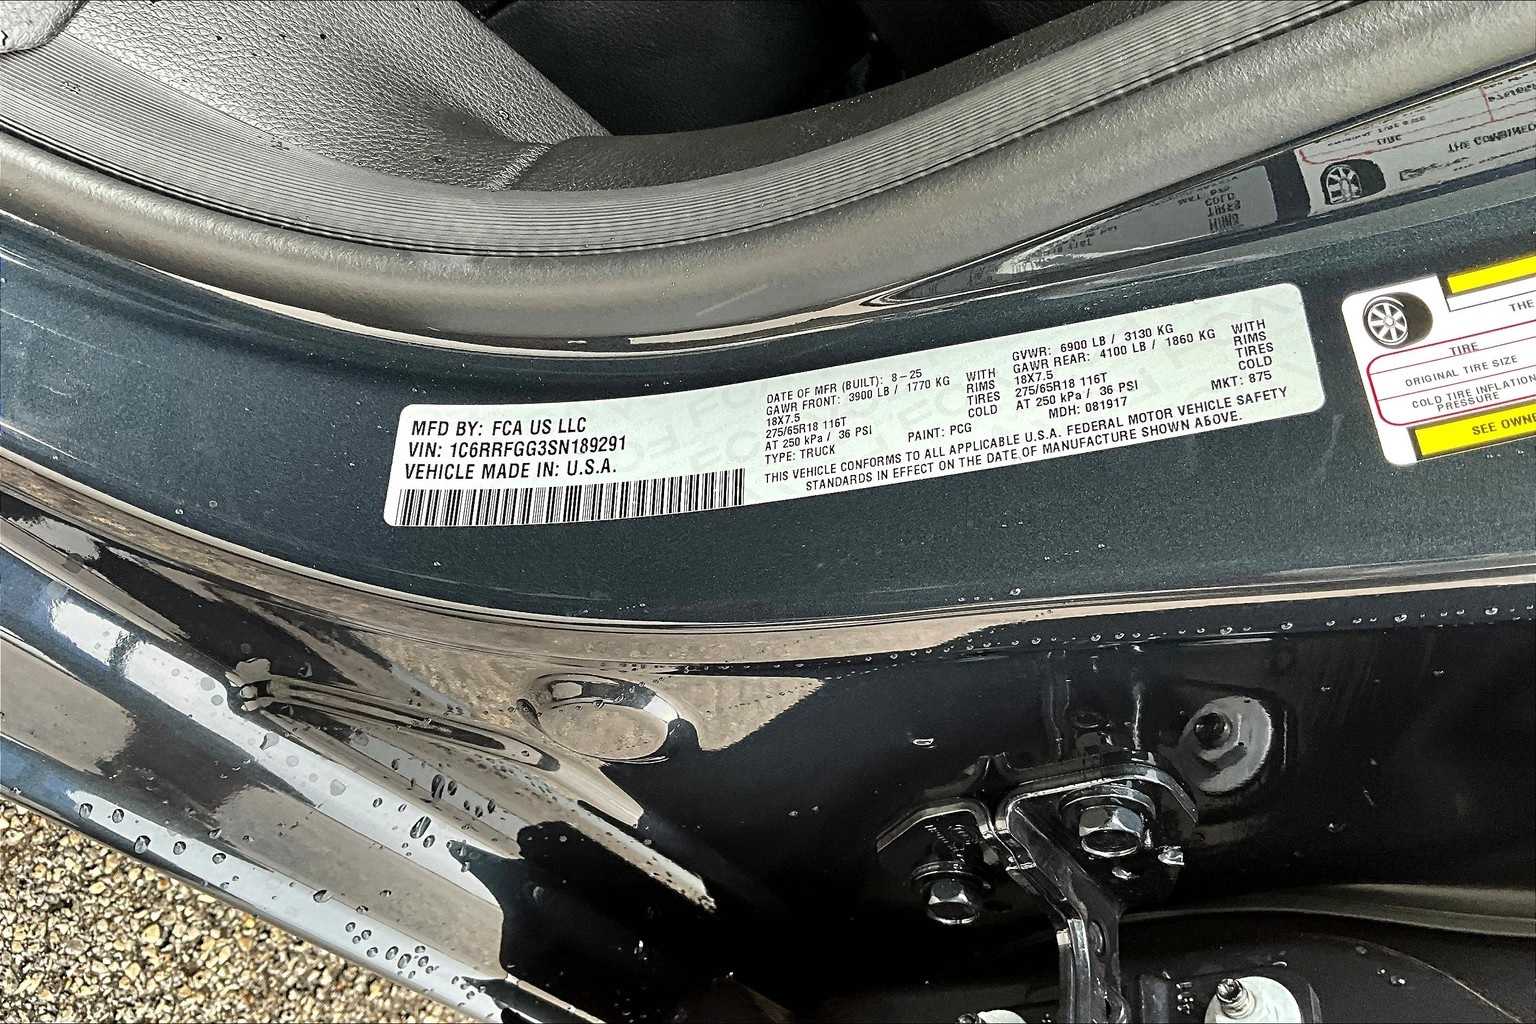 MFD BY: FCA US LLC
VIN: 1C6RRFGG3SN189291
VEHICLE MADE IN: U.S.A.
DATE OF MFR (BUILT): 8-25
GAWR FRONT: 3900 LB / 1770 KG WITH
18X7.5 RIMS
275/65R18 116T TIRES
AT 250 kPa / 36 PSI COLD
TYPE: TRUCK PAINT: PCG
GVWR: 6900 LB / 3130 KG
GAWR REAR: 4100 LB / 1860 KG WITH
18X7.5 RIMS
275/65R18 116T TIRES
AT 250 kPa / 36 PSI COLD
MDH: 081917 MKT: 875
THIS VEHICLE CONFORMS TO ALL APPLICABLE U.S.A. FEDERAL MOTOR VEHICLE SAFETY
STANDARDS IN EFFECT ON THE DATE OF MANUFACTURE SHOWN ABOVE.
THE
TIRE
ORIGINAL TIRE SIZE
COLD TIRE INFLATION
PRESSURE
SEE OWNE